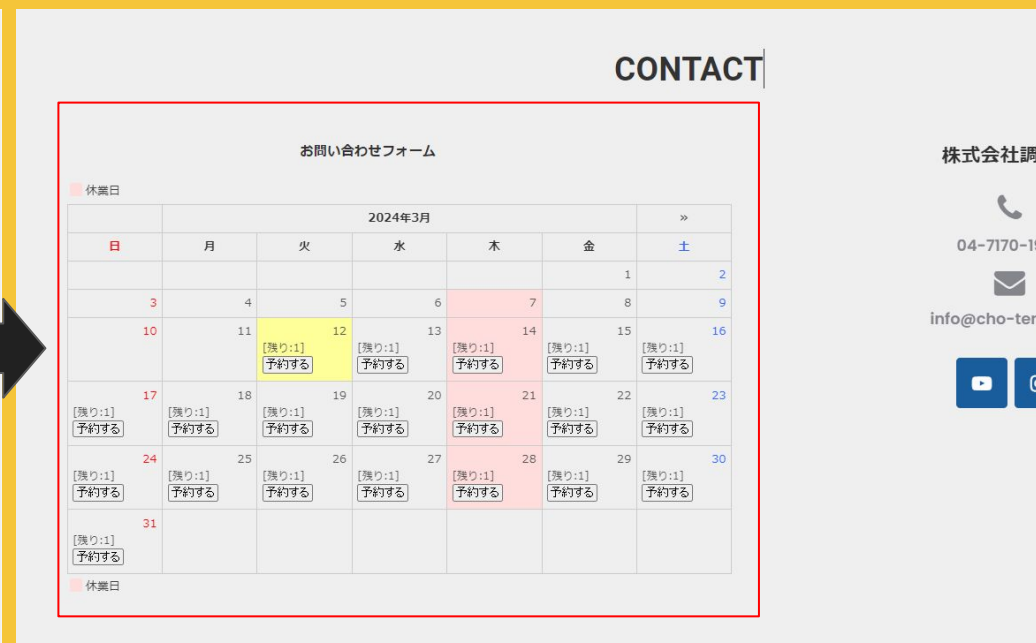 CONTACT
お問い合わせフォーム
休業日
2024年3月 »
日 月 火 水 木 金 土
1 2
3 4 5 6 7 8 9
10 11 12 13 14 15 16
[残り:1] [残り:1] [残り:1] [残り:1] [残り:1]
予約する 予約する 予約する 予約する 予約する
17 18 19 20 21 22 23
[残り:1] [残り:1] [残り:1] [残り:1] [残り:1] [残り:1] [残り:1]
予約する 予約する 予約する 予約する 予約する 予約する 予約する
24 25 26 27 28 29 30
[残り:1] [残り:1] [残り:1] [残り:1] [残り:1] [残り:1] [残り:1]
予約する 予約する 予約する 予約する 予約する 予約する 予約する
31
[残り:1]
予約する
休業日
株式会社調
04-7170-1
info@cho-ter